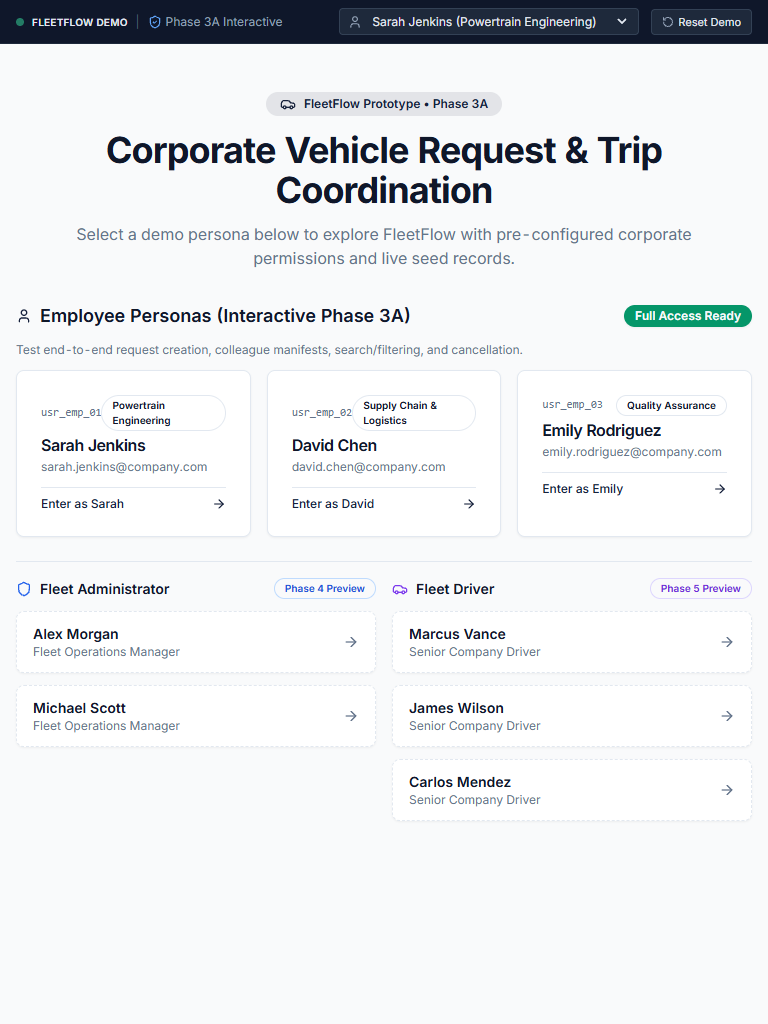 FLEETFLOW DEMO
Phase 3A Interactive
Sarah Jenkins (Powertrain Engineering)
Reset Demo
FleetFlow Prototype • Phase 3A
Corporate Vehicle Request & Trip
Coordination
Select a demo persona below to explore FleetFlow with pre-configured corporate
permissions and live seed records.
Employee Personas (Interactive Phase 3A)
Full Access Ready
Test end-to-end request creation, colleague manifests, search/filtering, and cancellation.
usr_emp_01
Powertrain
Engineering
Sarah Jenkins
sarah.jenkins@company.com
Enter as Sarah
usr_emp_02
Supply Chain &
Logistics
David Chen
david.chen@company.com
Enter as David
usr_emp_03
Quality Assurance
Emily Rodriguez
emily.rodriguez@company.com
Enter as Emily
Fleet Administrator
Phase 4 Preview
Alex Morgan
Fleet Operations Manager
Michael Scott
Fleet Operations Manager
Fleet Driver
Phase 5 Preview
Marcus Vance
Senior Company Driver
James Wilson
Senior Company Driver
Carlos Mendez
Senior Company Driver